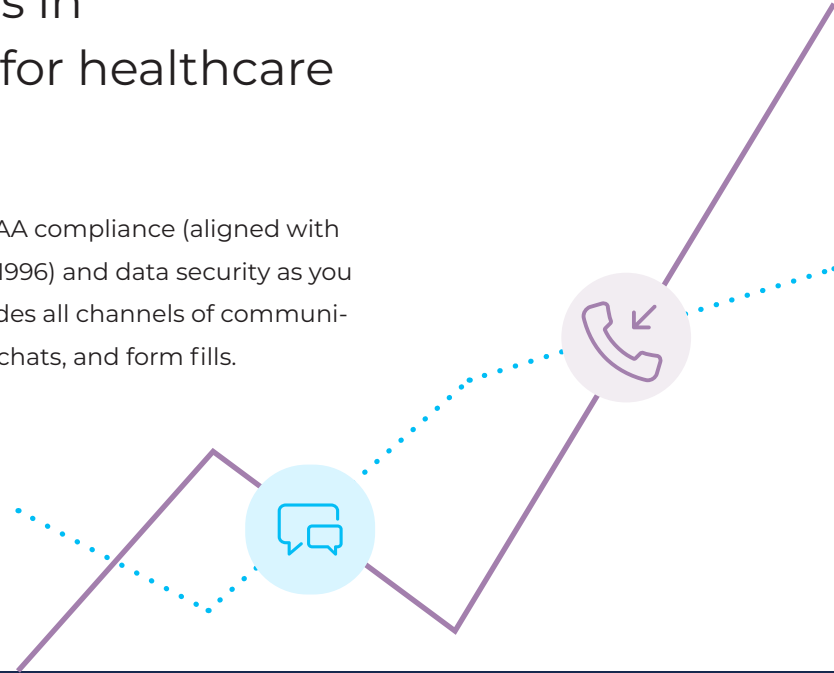 s in
for healthcare
AA compliance (aligned with
1996) and data security as you
des all channels of communi-
chats, and form fills.